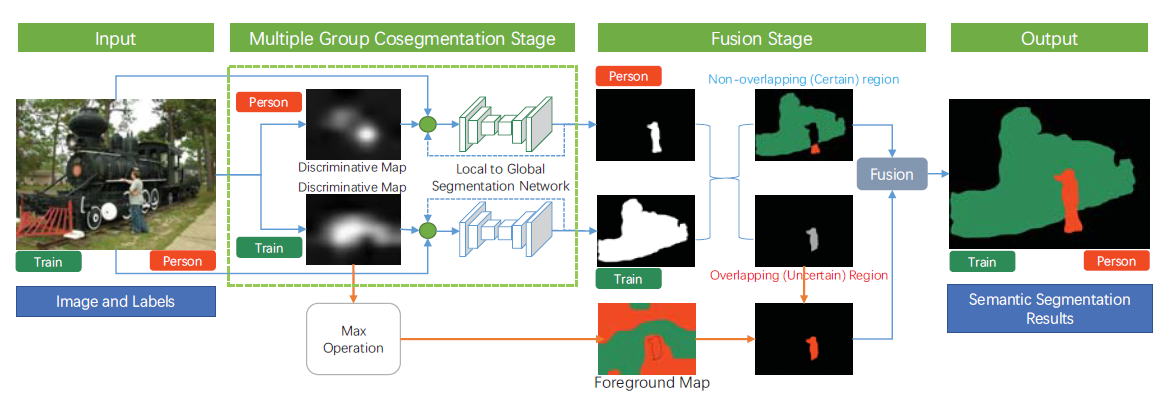 Input
Multiple Group Cosegmentation Stage
Fusion Stage
Output
Person
Discriminative Map
Discriminative Map
Train
Local to Global
Segmentation Network
Person
Train
Non-overlapping (Certain) region
Overlapping (Uncertain) Region
Fusion
Train
Person
Image and Labels
Max
Operation
Foreground Map
Train
Person
Semantic Segmentation
Results